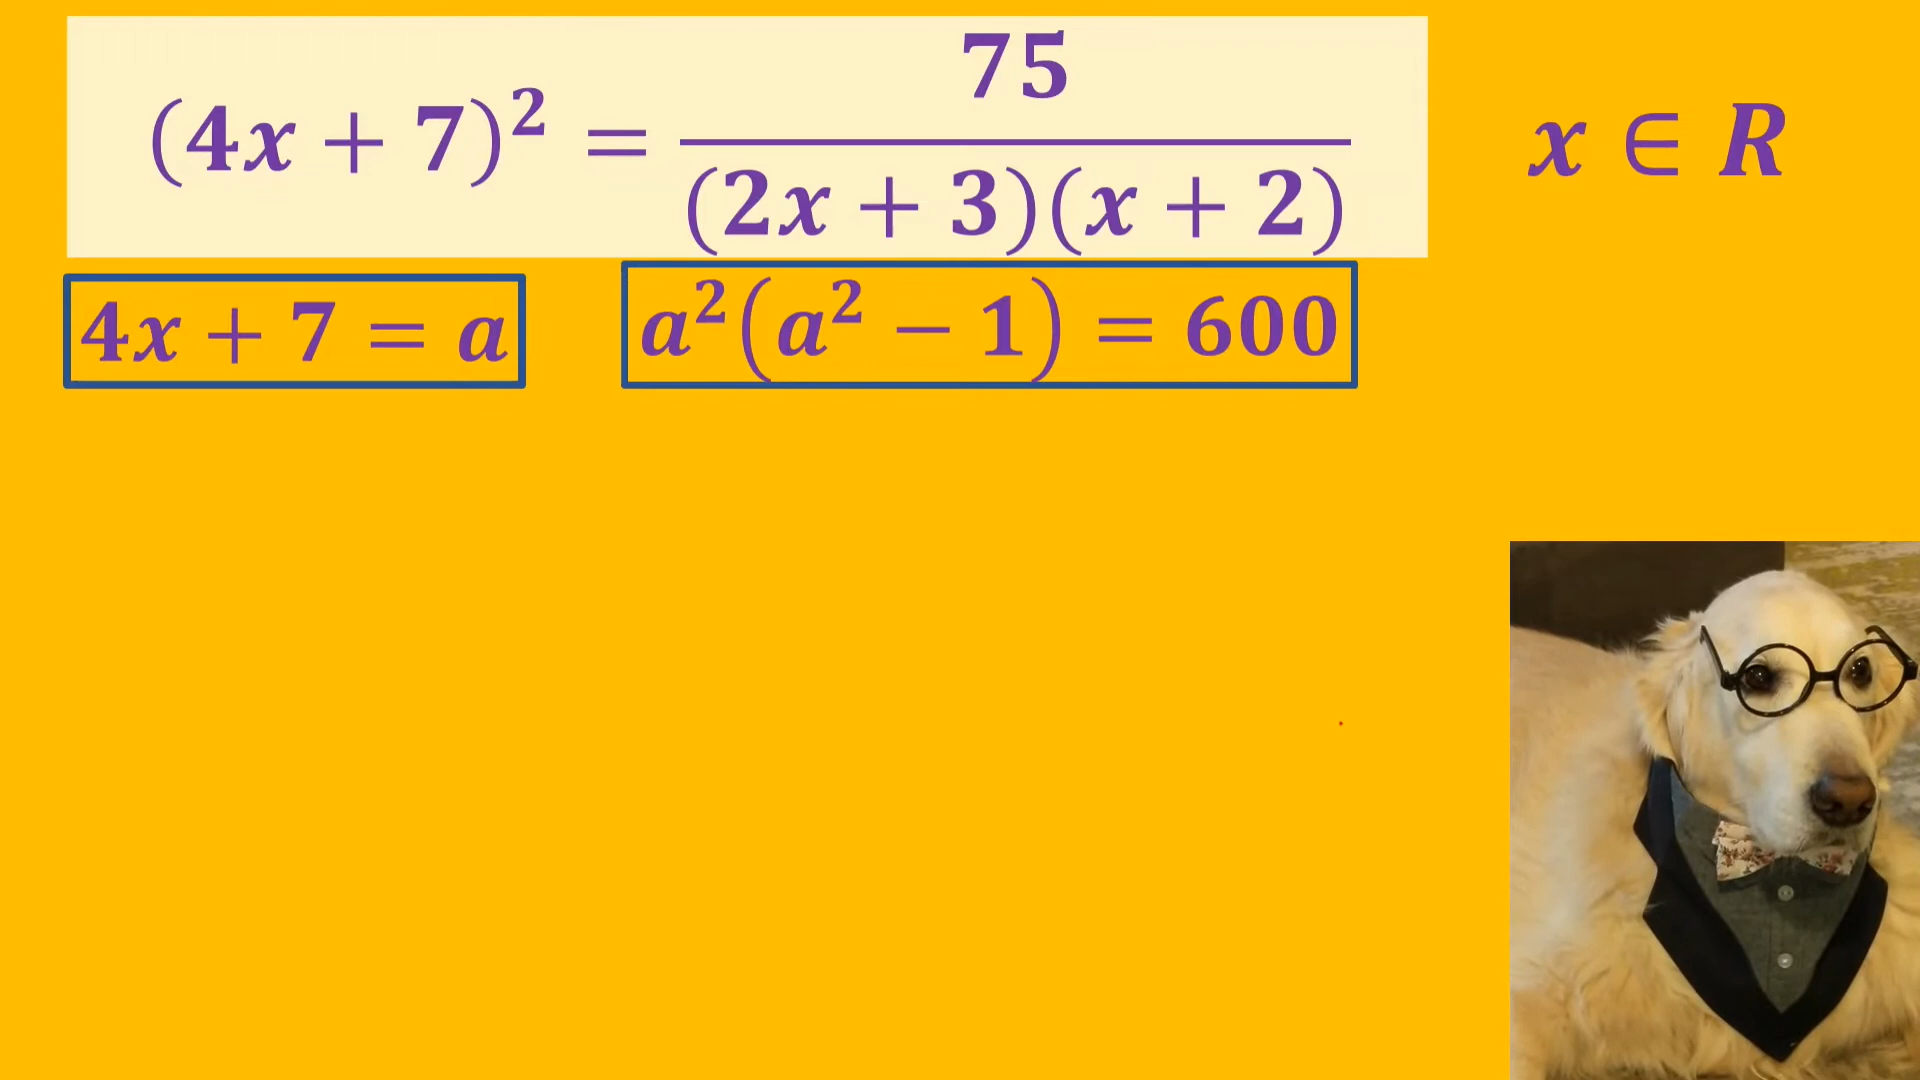 (4x + 7)² = 75 / (2x + 3)(x + 2) x ∈ R
4x + 7 = a a²(a² − 1) = 600